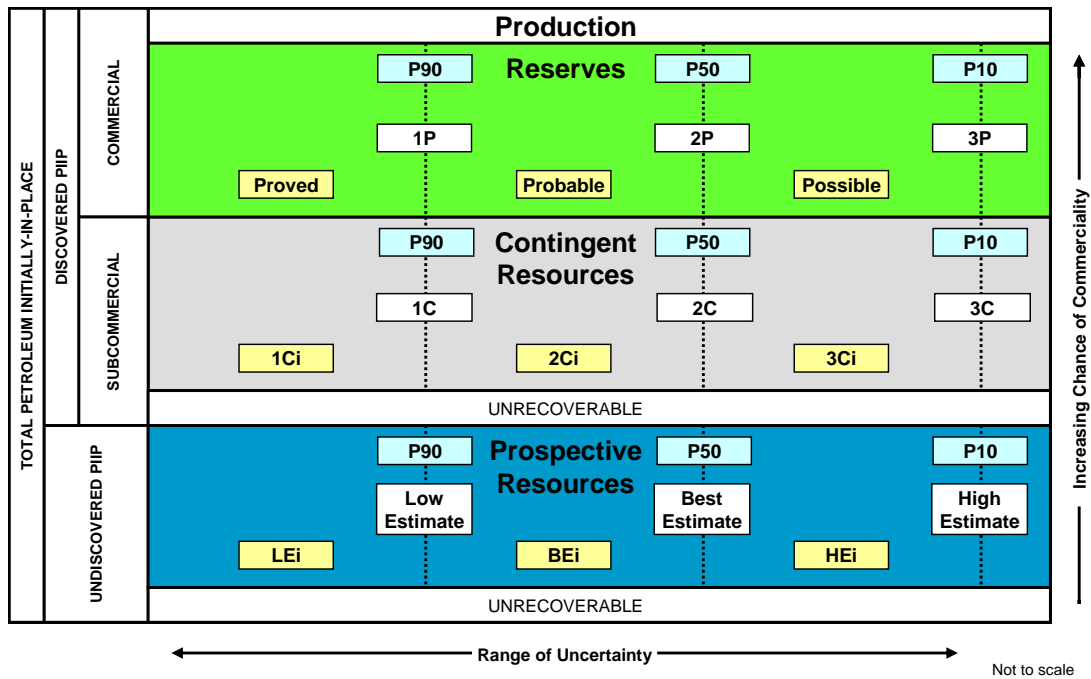 Production
TOTAL PETROLEUM INITIALLY-IN-PLACE
DISCOVERED PIIP
COMMERCIAL
P90
Reserves
P50
P10
1P
2P
3P
Proved
Probable
Possible
SUBCOMMERCIAL
P90
Contingent
Resources
P50
P10
1C
2C
3C
1Ci
2Ci
3Ci
UNRECOVERABLE
UNDISCOVERED PIIP
P90
Prospective
Resources
P50
P10
Low
Estimate
Best
Estimate
High
Estimate
LEi
BEi
HEi
UNRECOVERABLE
Increasing Chance of Commerciality
Range of Uncertainty
Not to scale